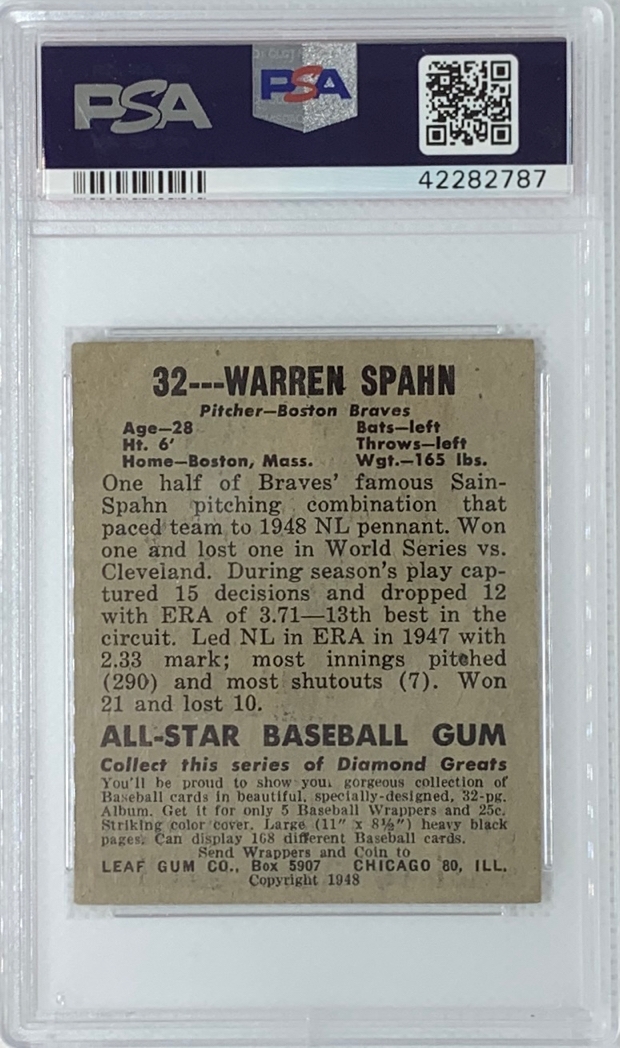 PSA
PSA
42282787
32---WARREN SPAHN
Pitcher—Boston Braves
Age—28 Bats—left
Ht. 6' Throws—left
Home—Boston, Mass. Wgt.—165 lbs.
One half of Braves' famous Sain-
Spahn pitching combination that
paced team to 1948 NL pennant. Won
one and lost one in World Series vs.
Cleveland. During season's play cap-
tured 15 decisions and dropped 12
with ERA of 3.71—13th best in the
circuit. Led NL in ERA in 1947 with
2.33 mark; most innings pitched
(290) and most shutouts (7). Won
21 and lost 10.
ALL-STAR BASEBALL GUM
Collect this series of Diamond Greats
You'll be proud to show your gorgeous collection of
Baseball cards in beautiful, specially-designed, 32-pg.
Album. Get it for only 5 Baseball Wrappers and 25c.
Striking color cover. Large (11" x 8½") heavy black
pages. Can display 168 different Baseball cards.
Send Wrappers and Coin to
LEAF GUM CO., Box 5907 CHICAGO 80, ILL.
Copyright 1948